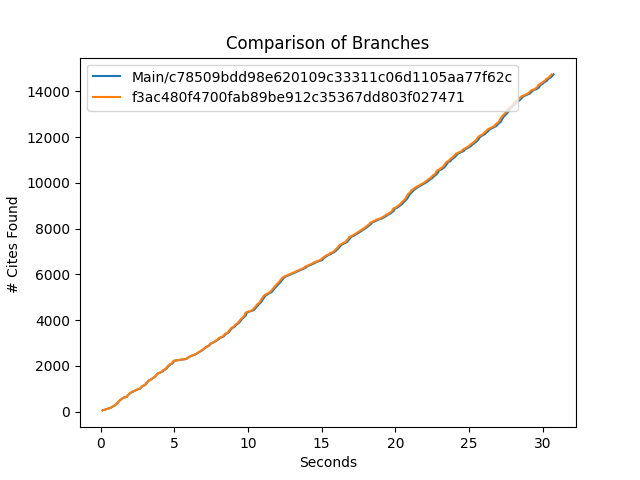 Comparison of Branches
Main/c78509bdd98e620109c33311c06d1105aa77f62c
f3ac480f4700fab89be912c35367dd803f027471
14000
12000
10000
8000
6000
4000
2000
0
# Cites Found
0 5 10 15 20 25 30
Seconds